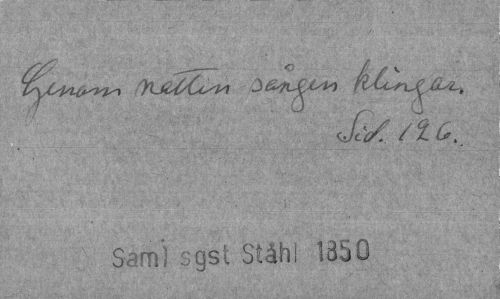 Genom natten sången klingar.
Sid. 126.
Saml sgst Ståhl 1850